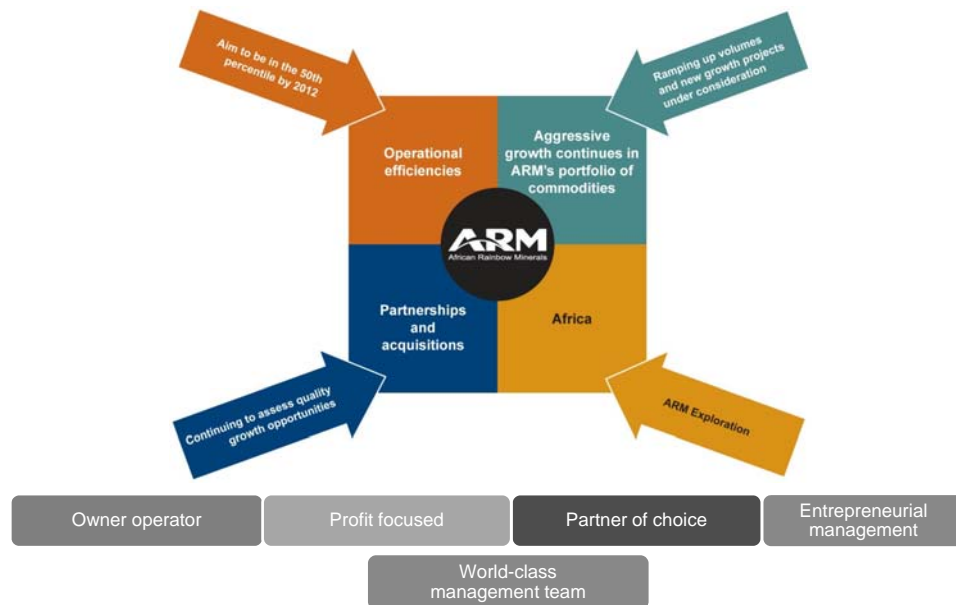 Aim to be in the 50th
percentile by 2012
Ramping up volumes
and new growth projects
under consideration
Operational
efficiencies
Aggressive
growth continues in
ARM's portfolio of
commodities
ARM
African Rainbow Minerals
Partnerships
and
acquisitions
Africa
Continuing to assess quality
growth opportunities
ARM Exploration
Owner operator
Profit focused
Partner of choice
Entrepreneurial
management
World-class
management team